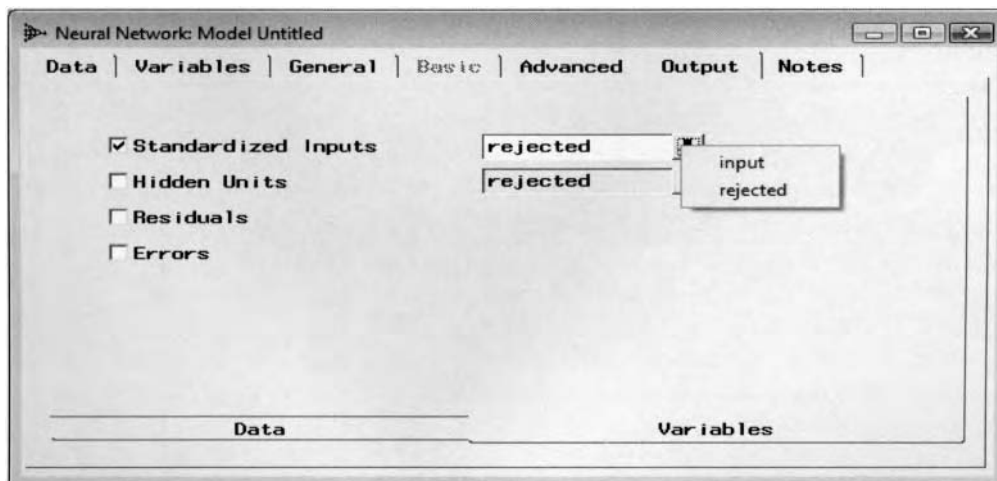 Neural Network: Model Untitled
Data Variables General Basic Advanced Output Notes
Standardized Inputs rejected
input
Hidden Units rejected
rejected
Residuals
Errors
Data Variables